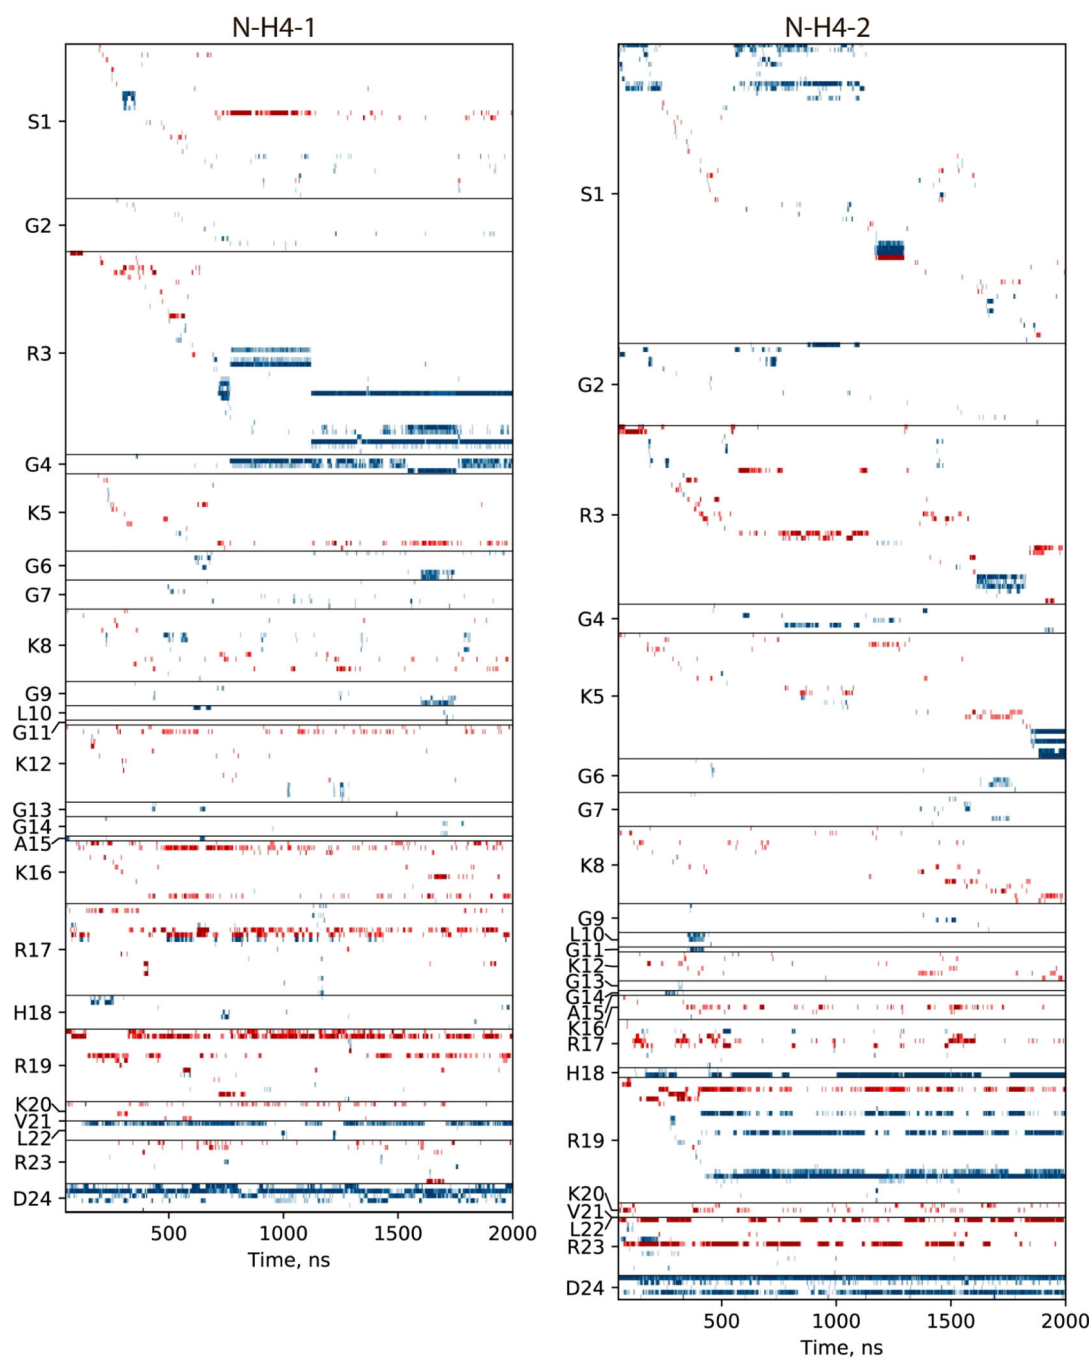 N-H4-1
S1
G2
R3
G4
K5
G6
G7
K8
G9
L10
G11
K12
G13
G14
A15
K16
R17
H18
R19
K20
V21
L22
R23
D24
500
1000
1500
2000
Time, ns
N-H4-2
S1
G2
R3
G4
K5
G6
G7
K8
G9
L10
G11
K12
G13
G14
A15
K16
R17
H18
R19
K20
V21
L22
R23
D24
500
1000
1500
2000
Time, ns